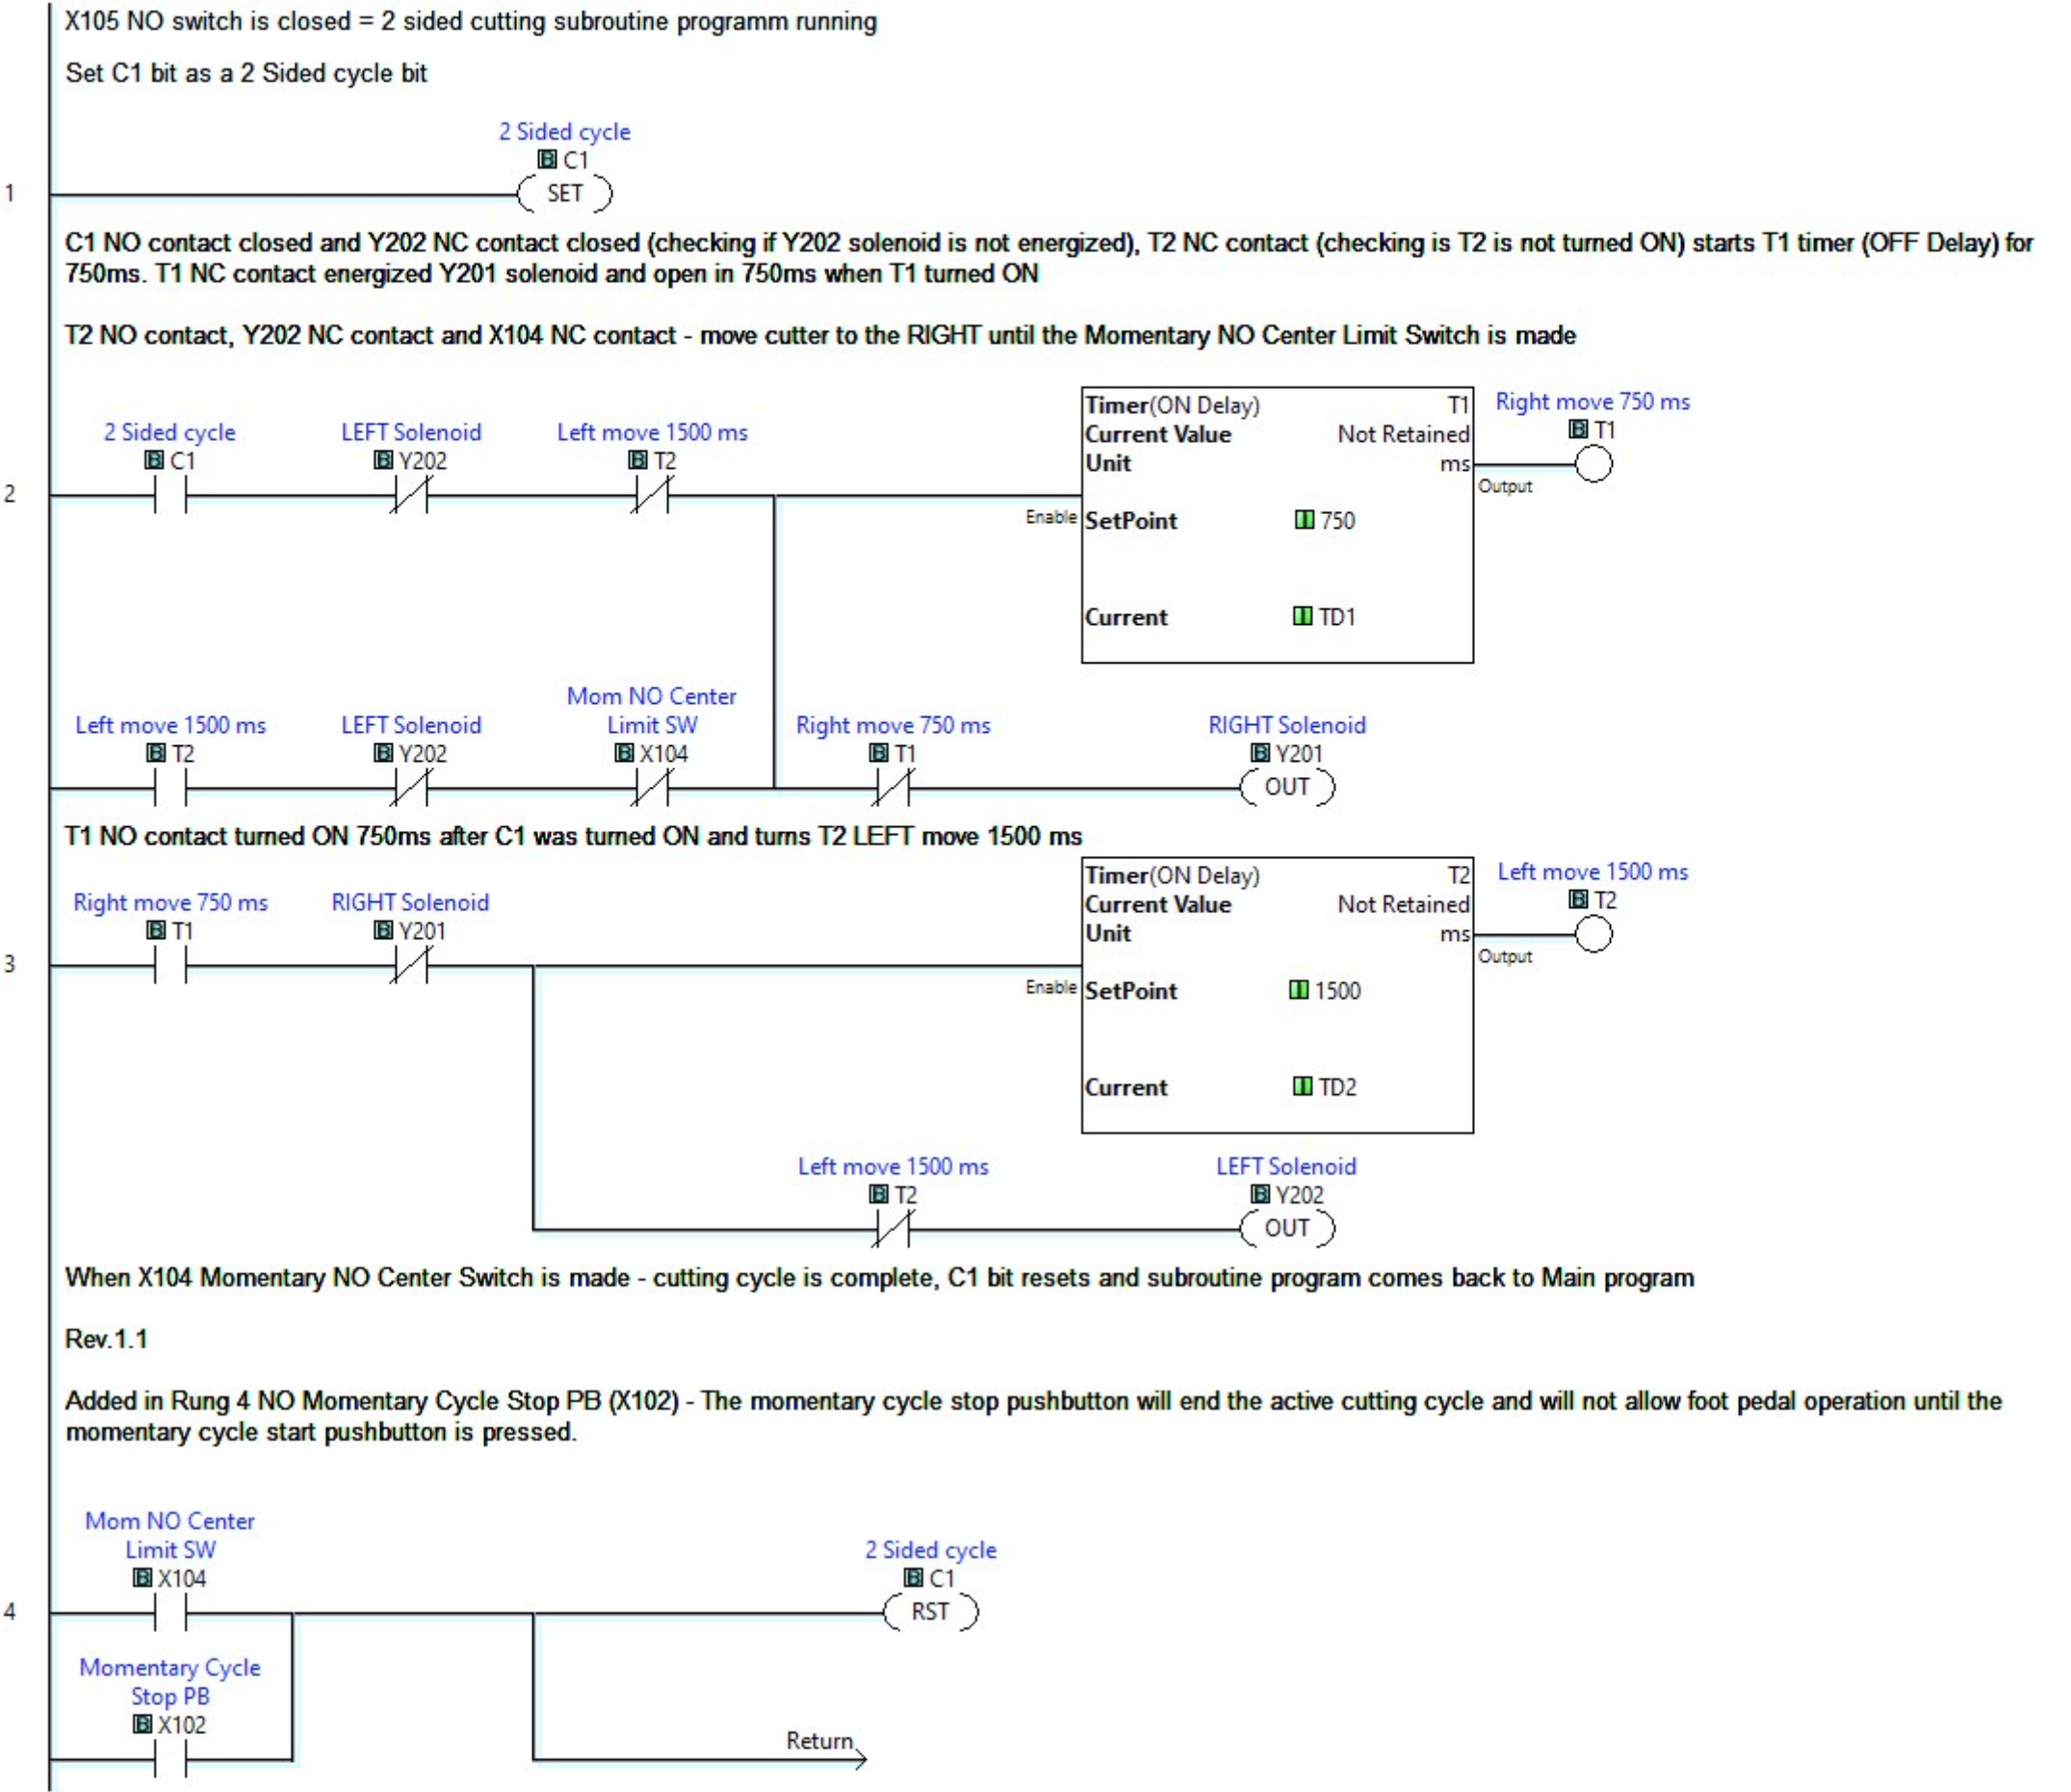 X105 NO switch is closed = 2 sided cutting subroutine programm running
Set C1 bit as a 2 Sided cycle bit
2 Sided cycle
B C1
1
SET
C1 NO contact closed and Y202 NC contact closed (checking if Y202 solenoid is not energized), T2 NC contact (checking is T2 is not turned ON) starts T1 timer (OFF Delay) for
750ms. T1 NC contact energized Y201 solenoid and open in 750ms when T1 turned ON
T2 NO contact, Y202 NC contact and X104 NC contact - move cutter to the RIGHT until the Momentary NO Center Limit Switch is made
2 Sided cycle
B C1
LEFT Solenoid
B Y202
Left move 1500 ms
B T2
2
Timer(ON Delay) T1
Current Value Not Retained
Unit ms
Enable
SetPoint 750
Current TD1
Right move 750 ms
B T1
Output
Left move 1500 ms
B T2
LEFT Solenoid
B Y202
Mom NO Center
Limit SW
B X104
Right move 750 ms
B T1
RIGHT Solenoid
B Y201
OUT
T1 NO contact turned ON 750ms after C1 was turned ON and turns T2 LEFT move 1500 ms
Right move 750 ms
B T1
RIGHT Solenoid
B Y201
3
Timer(ON Delay) T2
Current Value Not Retained
Unit ms
Enable
SetPoint 1500
Current TD2
Left move 1500 ms
B T2
Output
Left move 1500 ms
B T2
LEFT Solenoid
B Y202
OUT
When X104 Momentary NO Center Switch is made - cutting cycle is complete, C1 bit resets and subroutine program comes back to Main program
Rev.1.1
Added in Rung 4 NO Momentary Cycle Stop PB (X102) - The momentary cycle stop pushbutton will end the active cutting cycle and will not allow foot pedal operation until the
momentary cycle start pushbutton is pressed.
Mom NO Center
Limit SW
B X104
2 Sided cycle
B C1
4
RST
Momentary Cycle
Stop PB
B X102
Return